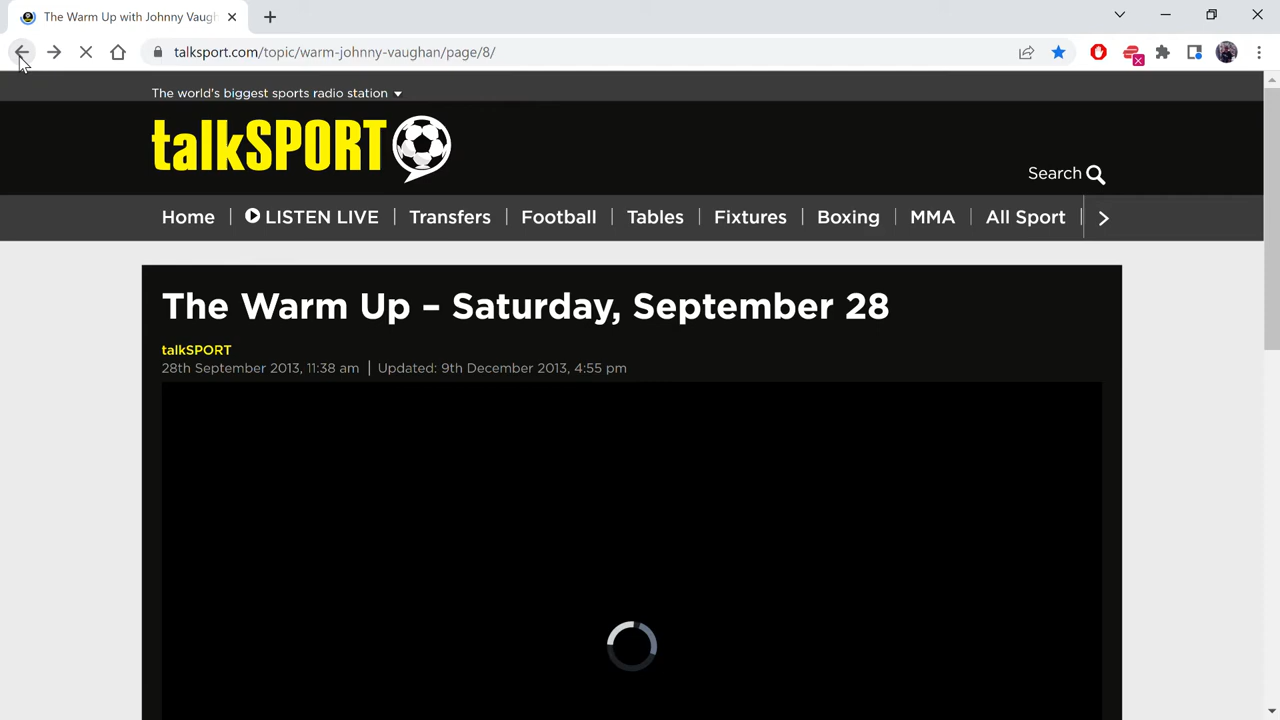 The Warm Up with Johnny Vaugh
talksport.com/topic/warm-johnny-vaughan/page/8/
The world's biggest sports radio station
talkSPORT
Search
Home LISTEN LIVE Transfers Football Tables Fixtures Boxing MMA All Sport
The Warm Up – Saturday, September 28
talkSPORT
28th September 2013, 11:38 am Updated: 9th December 2013, 4:55 pm